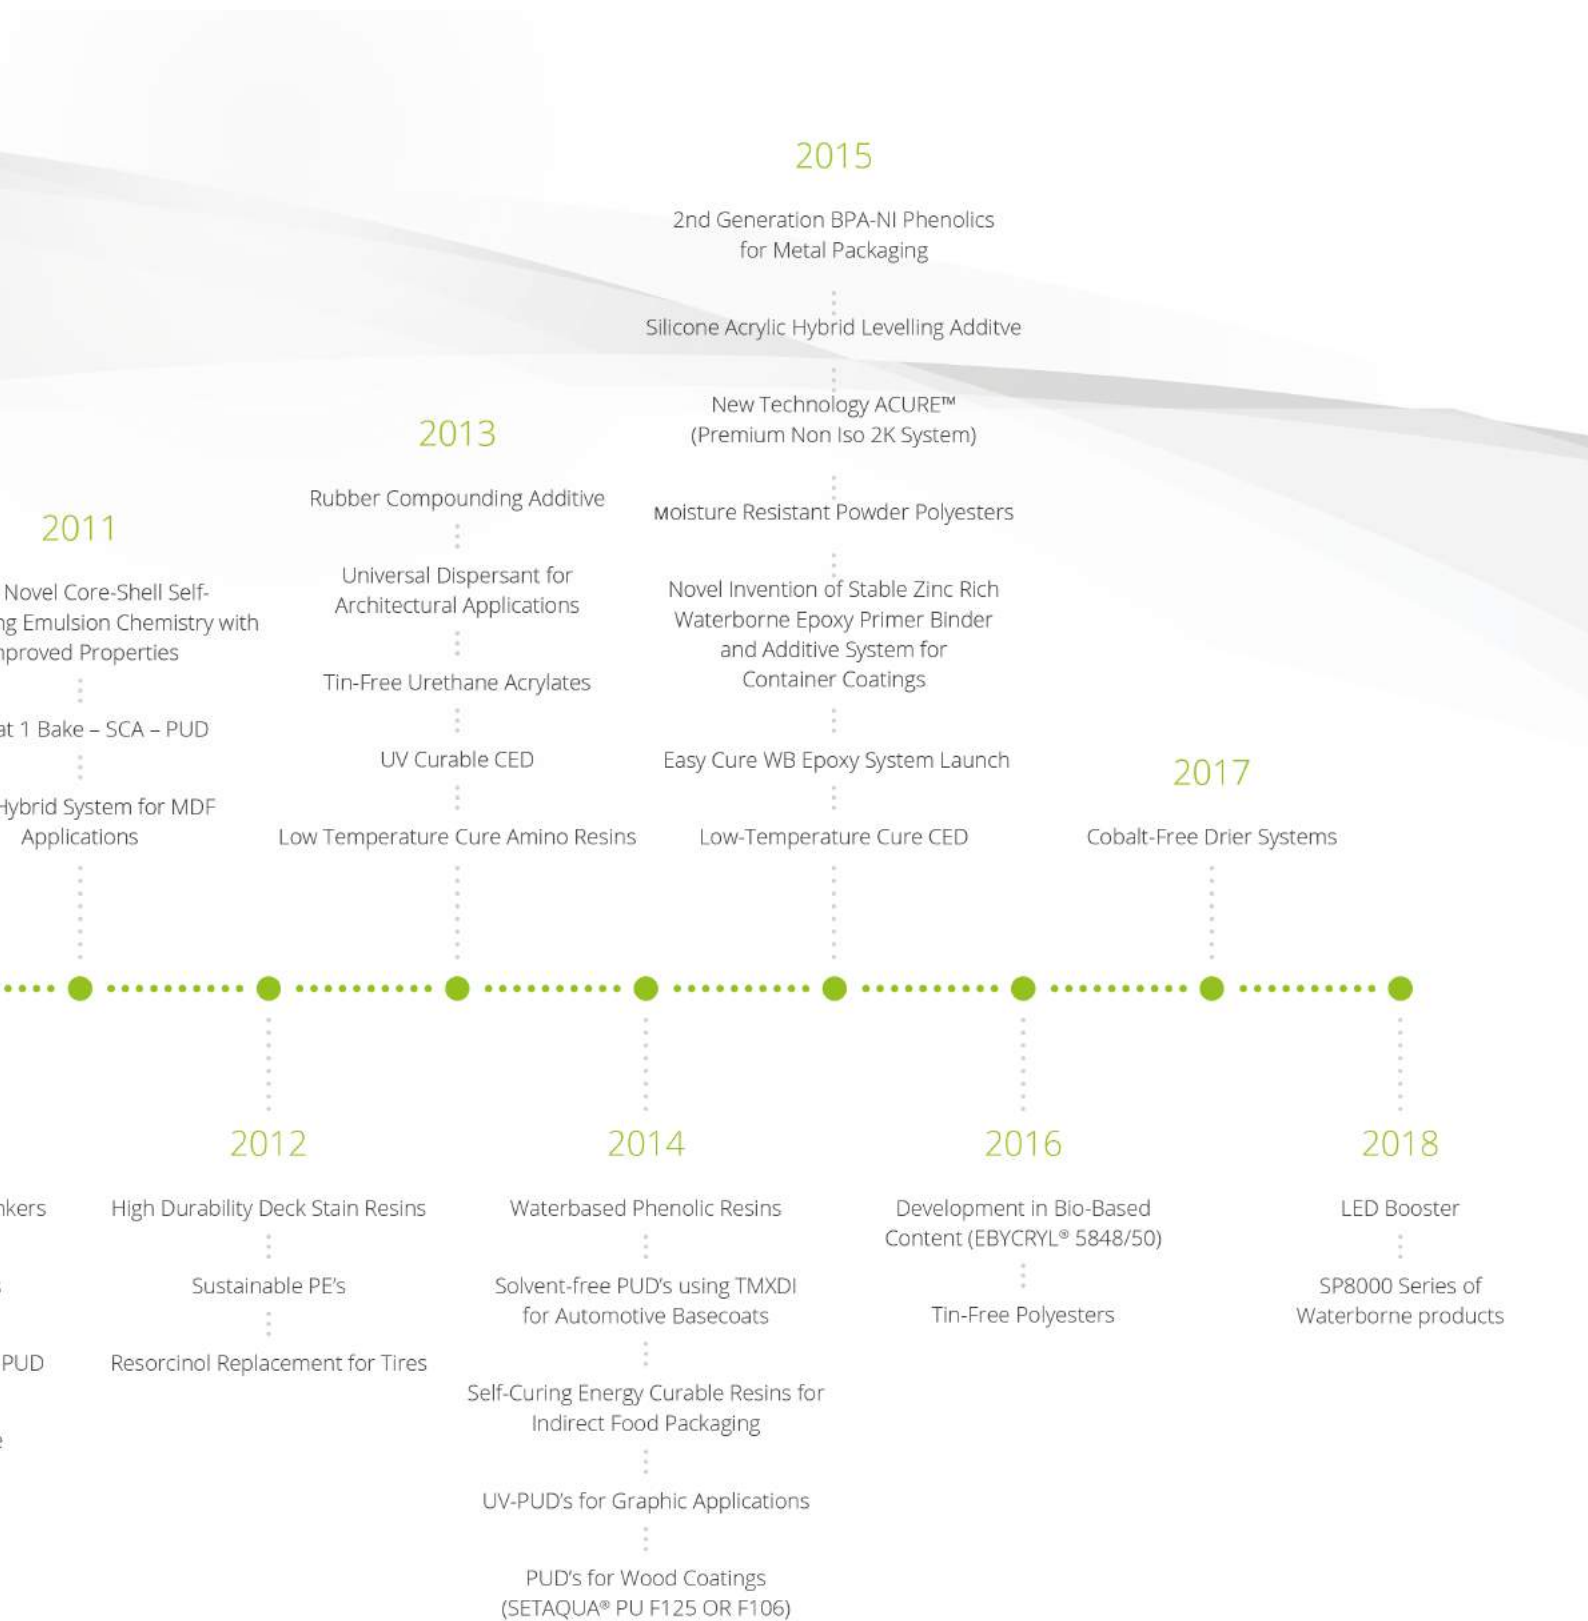 2015
2nd Generation BPA-NI Phenolics
for Metal Packaging
Silicone Acrylic Hybrid Levelling Additve
New Technology ACURE™
(Premium Non Iso 2K System)
Moisture Resistant Powder Polyesters
Novel Invention of Stable Zinc Rich
Waterborne Epoxy Primer Binder
and Additive System for
Container Coatings
Easy Cure WB Epoxy System Launch
Low-Temperature Cure CED
2013
Rubber Compounding Additive
Universal Dispersant for
Architectural Applications
Tin-Free Urethane Acrylates
UV Curable CED
Low Temperature Cure Amino Resins
2011
Novel Core-Shell Self-
ng Emulsion Chemistry with
nproved Properties
at 1 Bake – SCA – PUD
Hybrid System for MDF
Applications
2017
Cobalt-Free Drier Systems
nkers
s
PUD
e
2012
High Durability Deck Stain Resins
Sustainable PE's
Resorcinol Replacement for Tires
2014
Waterbased Phenolic Resins
Solvent-free PUD's using TMXDI
for Automotive Basecoats
Self-Curing Energy Curable Resins for
Indirect Food Packaging
UV-PUD's for Graphic Applications
PUD's for Wood Coatings
(SETAQUA® PU F125 OR F106)
2016
Development in Bio-Based
Content (EBYCRYL® 5848/50)
Tin-Free Polyesters
2018
LED Booster
SP8000 Series of
Waterborne products